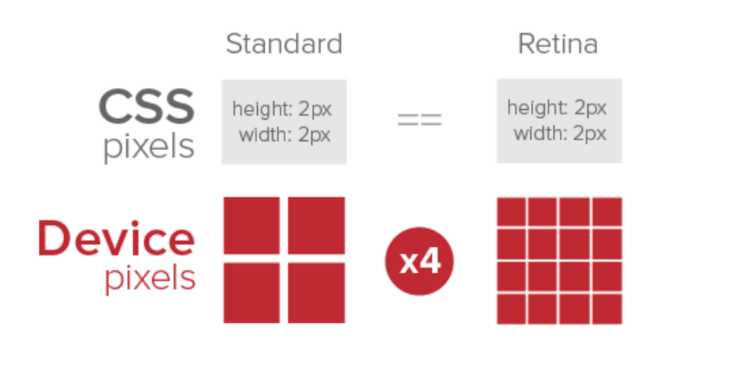 Standard
Retina
CSS
pixels
height: 2px
width: 2px
==
height: 2px
width: 2px
Device
pixels
x4